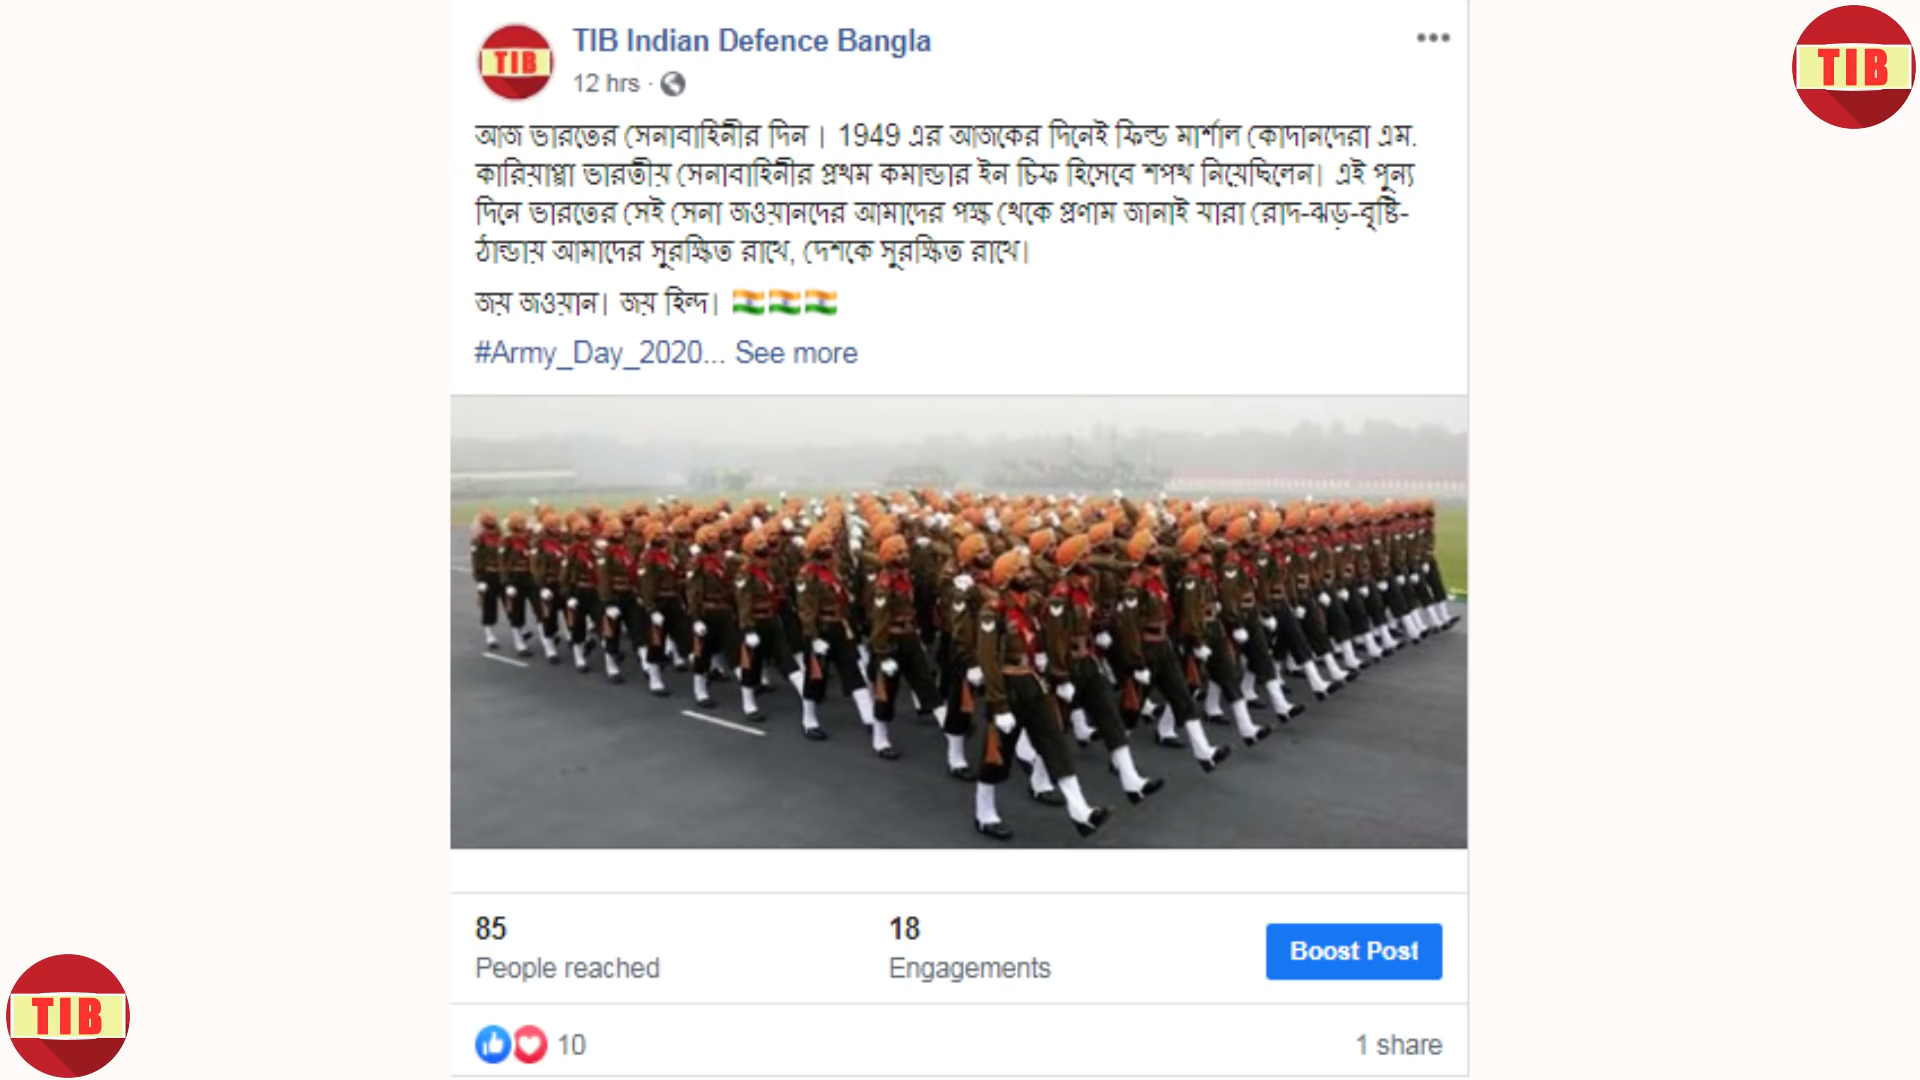 TIB Indian Defence Bangla
TIB
12 hrs
TIB
আজ ভারতের সেনাবাহিনীর দিন । 1949 এর আজকের দিনেই ফিল্ড মার্শাল কোদানদেরা এম.
কারিয়াপ্পা ভারতীয় সেনাবাহিনীর প্রথম কমান্ডার ইন চিফ হিসেবে শপথ নিয়েছিলেন। এই পুন্য
দিনে ভারতের সেই সেনা জওয়ানদের আমাদের পক্ষ থেকে প্রণাম জানাই যারা রোদ-ঝড়-বৃষ্টি-
ঠান্ডায় আমাদের সুরক্ষিত রাখে, দেশকে সুরক্ষিত রাখে।
জয় জওয়ান। জয় হিন্দ। 🇮🇳🇮🇳🇮🇳
#Army_Day_2020... See more
85
18
People reached
Engagements
Boost Post
TIB
10
1 share